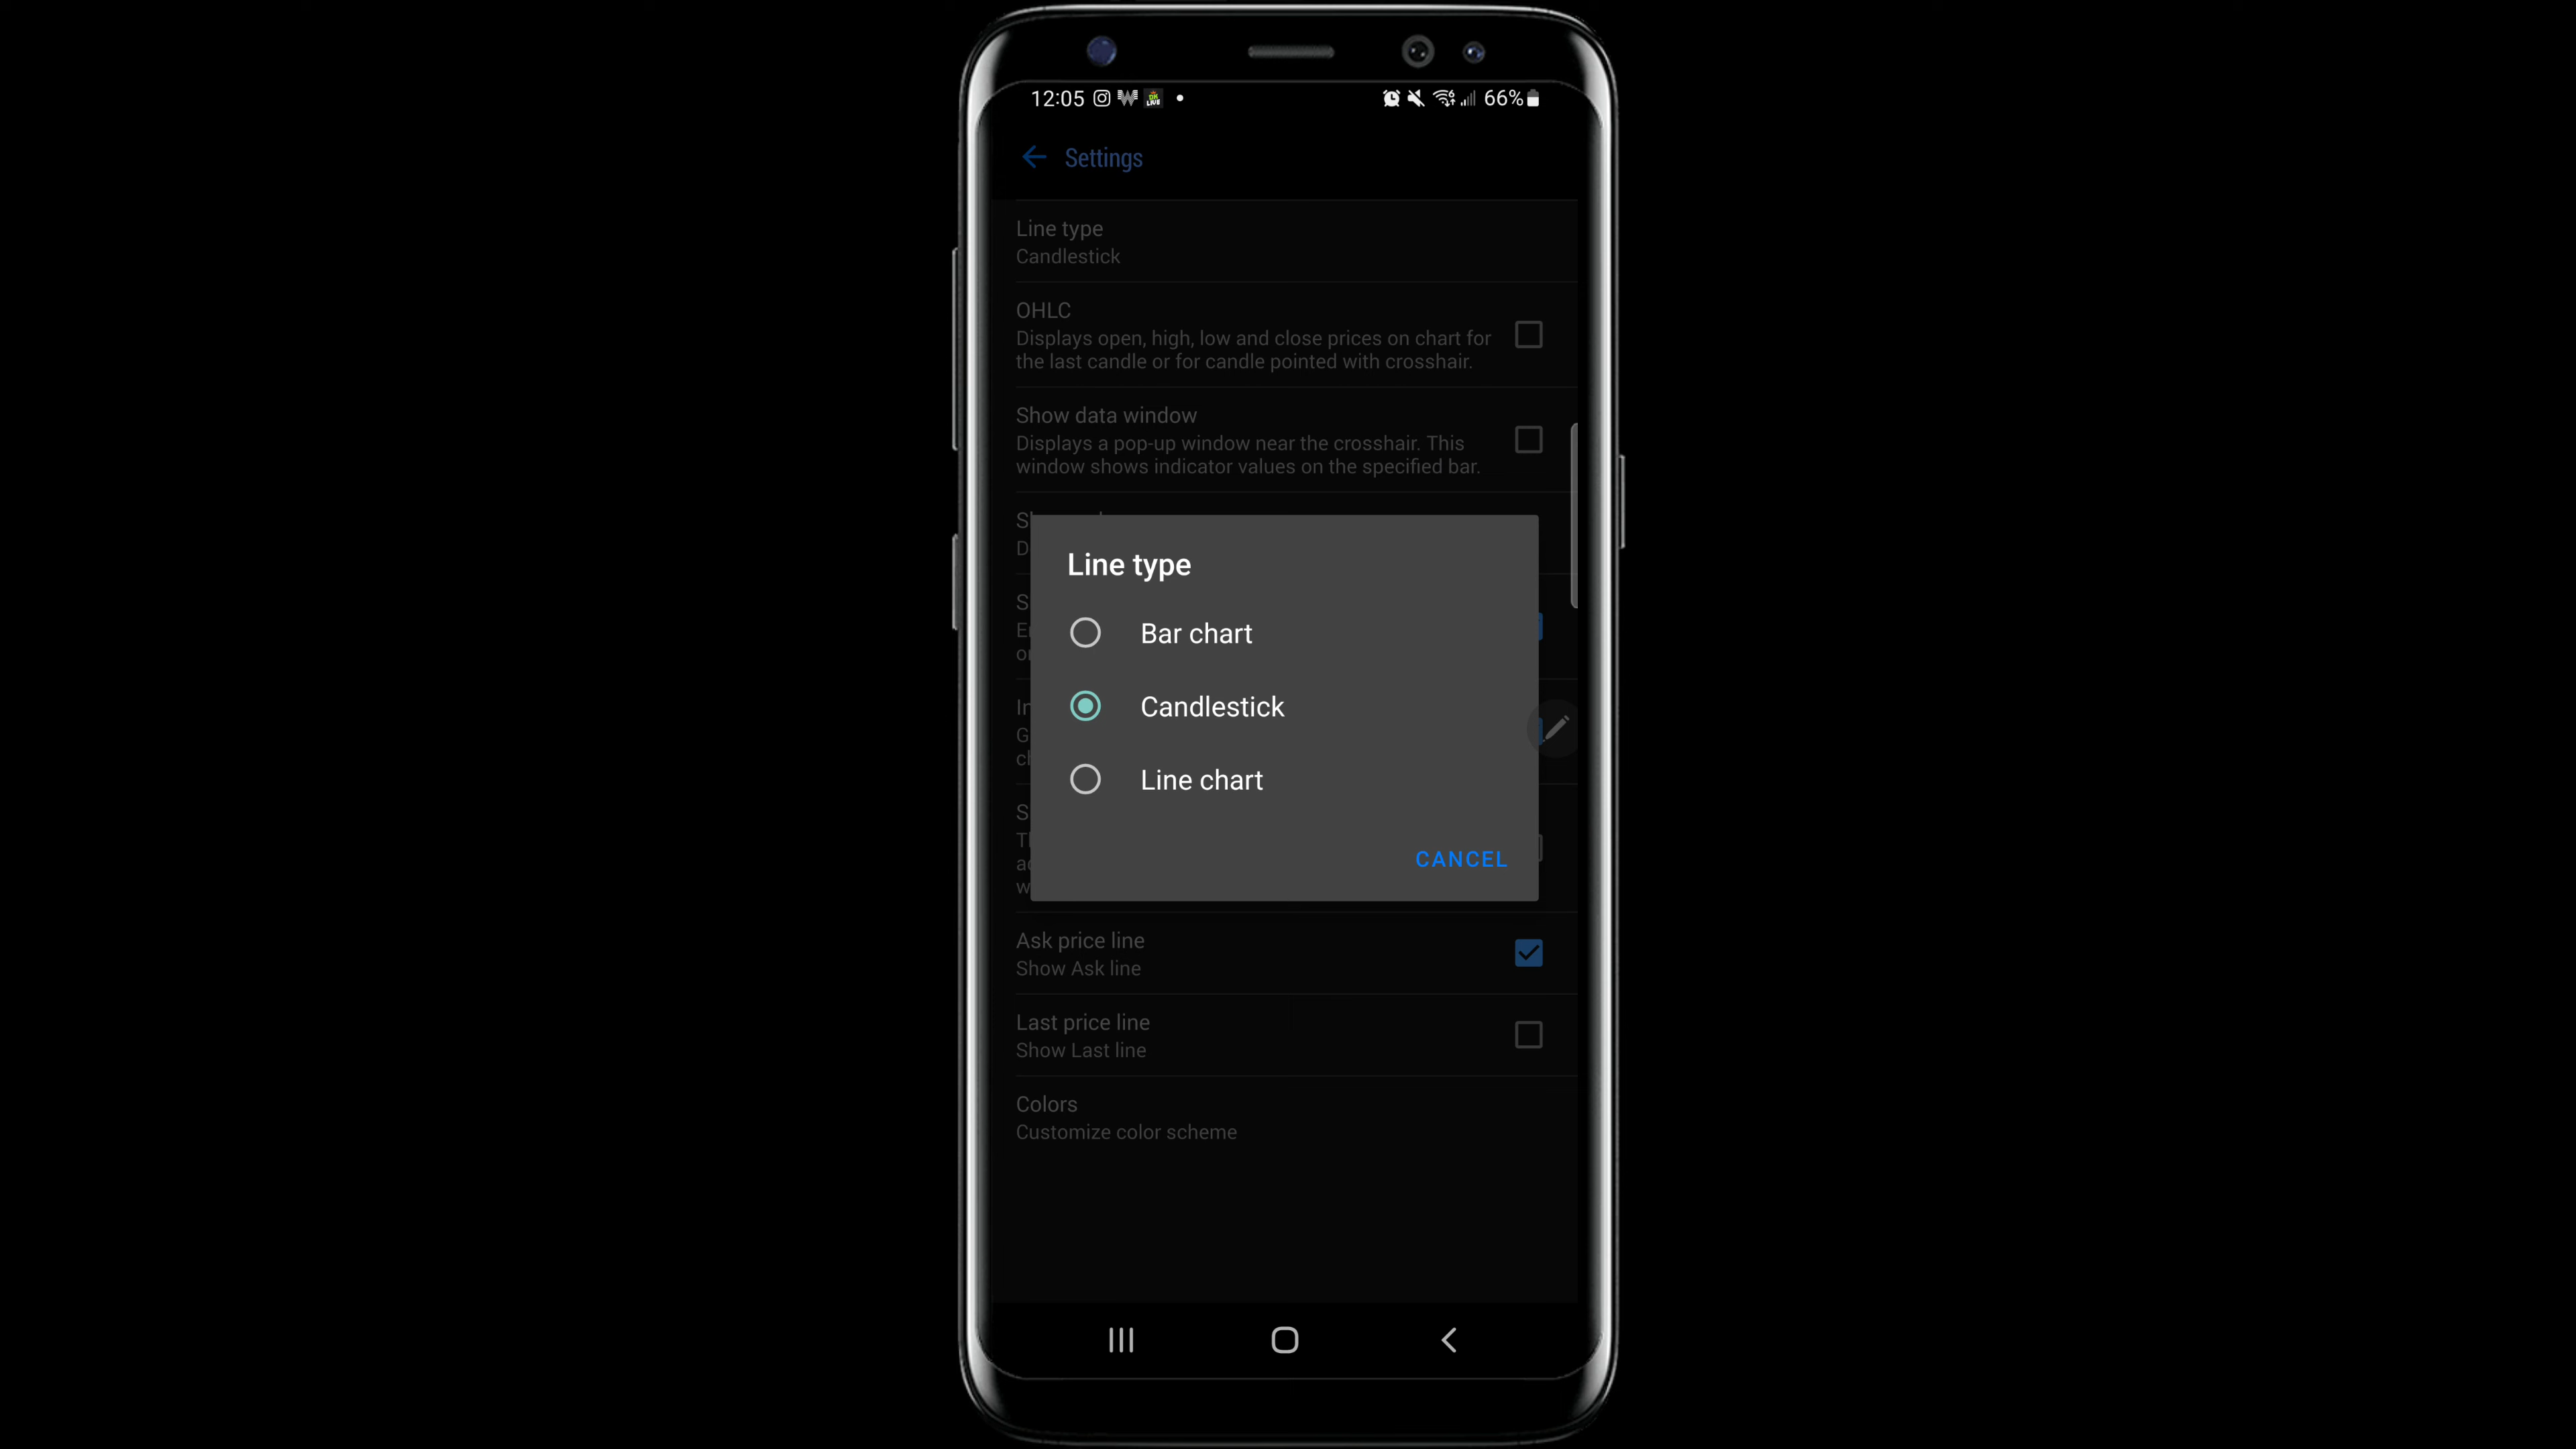 12:05
66%
Settings
Line type
Candlestick
OHLC
Displays open, high, low and close prices on chart for
the last candle or for candle pointed with crosshair.
Show data window
Displays a pop-up window near the crosshair. This
window shows indicator values on the specified bar.
Line type
Bar chart
Candlestick
Line chart
CANCEL
Ask price line
Show Ask line
Last price line
Show Last line
Colors
Customize color scheme